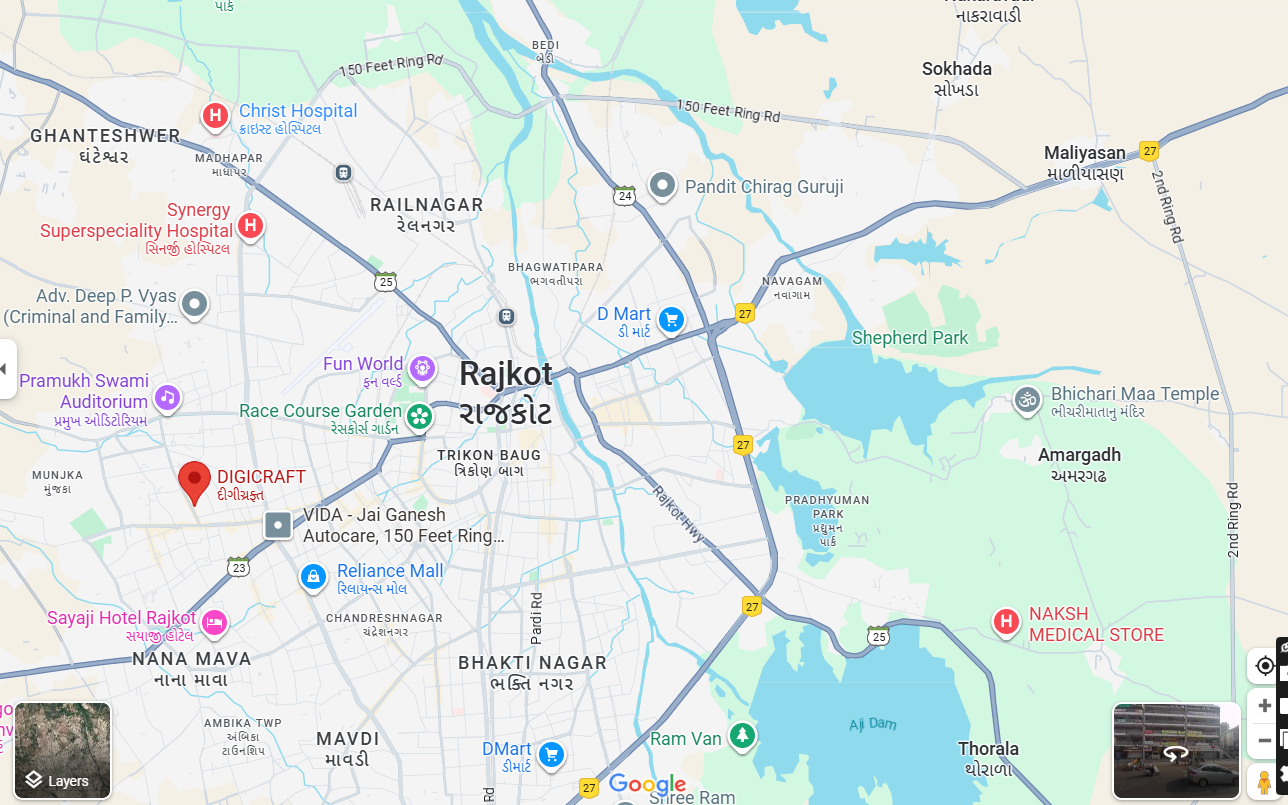 પાર્ક
નાકરાવાડી
BEDI
બેડી
150 Feet Ring Rd
Sokhada
સોખડા
150 Feet Ring Rd
Christ Hospital
ક્રાઇસ્ટ હોસ્પિટલ
GHANTESHWER
ઘંટેશ્વર
MADHAPAR
માધાપર
27
Maliyasan
માળીયાસણ
2nd Ring Rd
24
Pandit Chirag Guruji
RAILNAGAR
રેલનગર
Synergy
Superspeciality Hospital
સિનર્જી હોસ્પિટલ
25
BHAGWATIPARA
ભગવતીપરા
NAVAGAM
નવાગામ
Adv. Deep P. Vyas
(Criminal and Family...
D Mart
ડી માર્ટ
27
Shepherd Park
Fun World
ફન વર્લ્ડ
Rajkot
રાજકોટ
Pramukh Swami
Auditorium
પ્રમુખ ઓડિટોરિયમ
Race Course Garden
રેસકોર્સ ગાર્ડન
Bhichari Maa Temple
ભીચરીમાતાનુ મંદિર
27
TRIKON BAUG
ત્રિકોણ બાગ
Amargadh
અમરગઢ
MUNJKA
મુંજકા
DIGICRAFT
દીગીચ્રફ્ત
Rajkot Hwy
PRADHYUMAN
PARK
પ્રદ્યુમન
પાર્ક
2nd Ring Rd
VIDA - Jai Ganesh
Autocare, 150 Feet Ring...
23
Reliance Mall
રિલાયન્સ મોલ
Pardi Rd
27
Sayaji Hotel Rajkot
સયાજી હોટેલ
CHANDRESHNAGAR
ચંદ્રેશનગર
25
NAKSH
MEDICAL STORE
NANA MAVA
નાના માવા
BHAKTI NAGAR
ભક્તિ નગર
AMBIKA TWP
અંબિકા
ટાઉનશિપ
MAVDI
માવડી
Aji Dam
Ram Van
DMart
ડીમાર્ટ
Thorala
થોરાળા
Layers
Rd
27
Google
Shree Ram